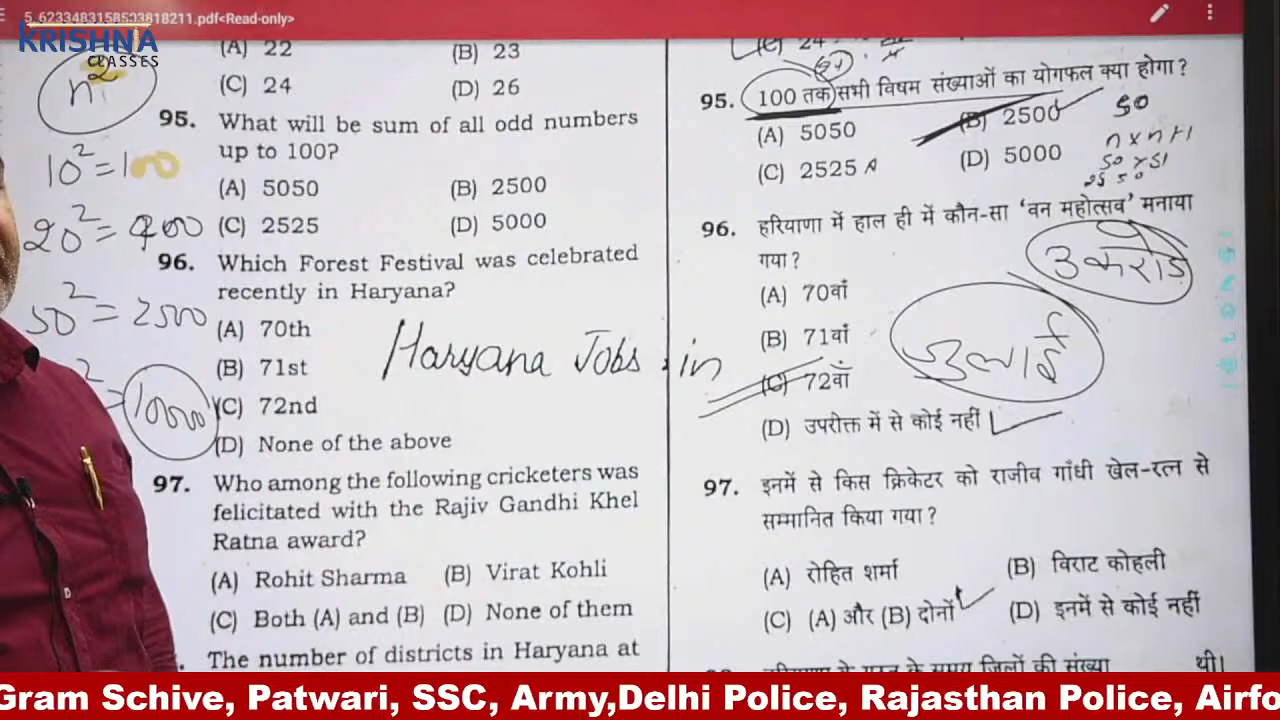 5_6233483158503818211.pdf<Read-only>
KRISHNA
CLASSES
n²
10² = 100
20² = 400
50² = 2500
10000
(A) 22 (B) 23
(C) 24 (D) 26
95. What will be sum of all odd numbers
up to 100?
(A) 5050 (B) 2500
(C) 2525 (D) 5000
96. Which Forest Festival was celebrated
recently in Haryana?
(A) 70th
(B) 71st
(C) 72nd
(D) None of the above
Haryana Jobs . in
97. Who among the following cricketers was
felicitated with the Rajiv Gandhi Khel
Ratna award?
(A) Rohit Sharma (B) Virat Kohli
(C) Both (A) and (B) (D) None of them
The number of districts in Haryana at
(C) 24
95. 100 तक सभी विषम संख्याओं का योगफल क्या होगा?
(A) 5050 (B) 2500
(C) 2525 (D) 5000
50
n x n+1
50 x 51
96. हरियाणा में हाल ही में कौन-सा 'वन महोत्सव' मनाया
गया?
(A) 70वाँ
(B) 71वाँ
(C) 72वाँ
(D) उपरोक्त में से कोई नहीं
3 करोड़
जुलाई
97. इनमें से किस क्रिकेटर को राजीव गाँधी खेल-रत्न से
सम्मानित किया गया?
(A) रोहित शर्मा (B) विराट कोहली
(C) (A) और (B) दोनों (D) इनमें से कोई नहीं
हरियाणा के गठन के समय जिलों की संख्या थी।
Gram Schive, Patwari, SSC, Army,Delhi Police, Rajasthan Police, Airfo